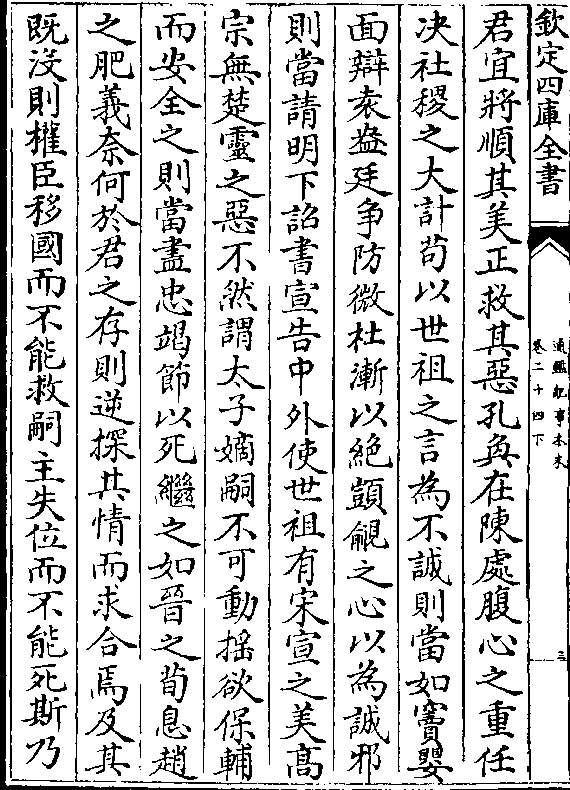 欽定四庫全書
通鑑紀事本末
卷二十四下
三
君宜將順其美正救其惡孔奐在陳處腹心之重任
决社稷之大計茍以世祖之言為不誠則當如竇嬰
面辯袁盎廷争防微杜漸以絶顗覦之心以為誠邪
則當請明下詔書宣告中外使世祖有宋宣之美髙
宗無楚靈之惡不然謂太子嫡嗣不可動揺欲保輔
而安全之則當盡忠竭節以死繼之如晉之荀息趙
之肥義奈何於君之存則逆探其情而求合焉及其
既沒則權臣移國而不能救嗣主失位而不能死斯乃